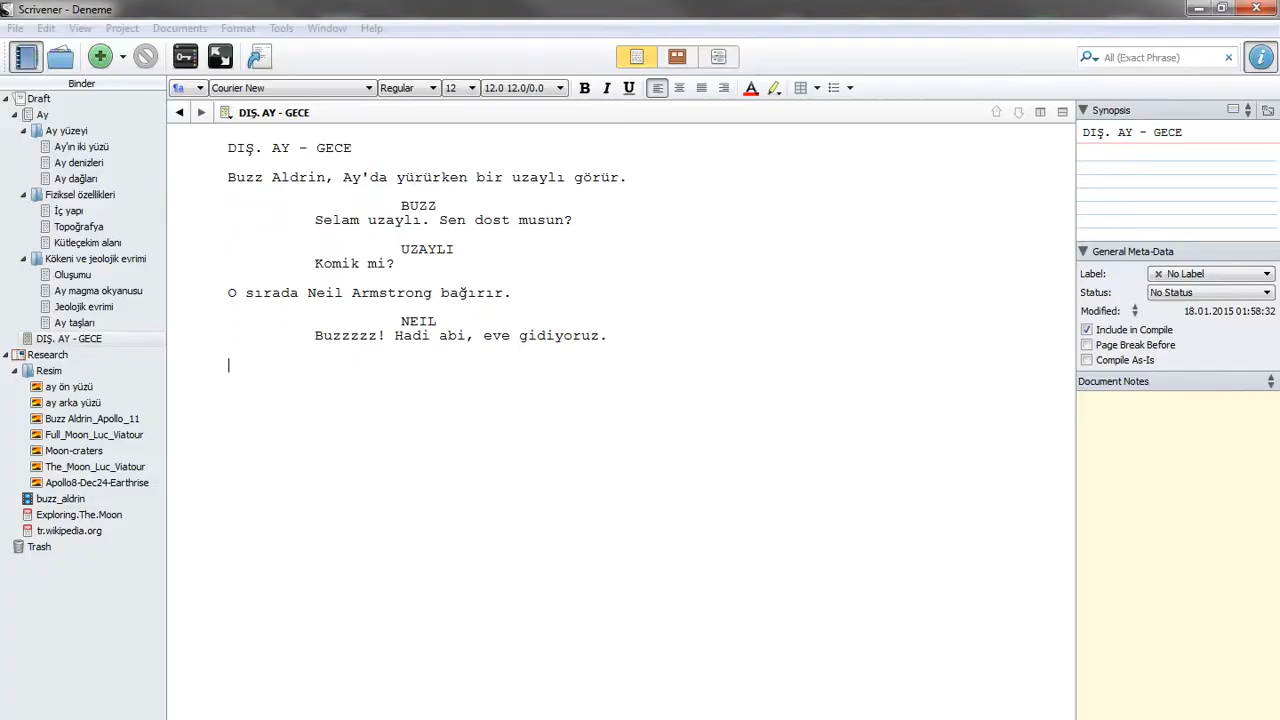 Scrivener - Deneme
File Edit View Project Documents Format Tools Window Help
All (Exact Phrase)
Binder
Courier New Regular 12 12.0 12.0/0.0 B I U A
Draft
Ay
Ay yüzeyi
Ay'ın iki yüzü
Ay denizleri
Ay dağları
Fiziksel özellikleri
İç yapı
Topoğrafya
Kütleçekim alanı
Kökeni ve jeolojik evrimi
Oluşumu
Ay magma okyanusu
Jeolojik evrimi
Ay taşları
DIŞ. AY - GECE
Research
Resim
ay ön yüzü
ay arka yüzü
Buzz Aldrin_Apollo_11
Full_Moon_Luc_Viatour
Moon-craters
The_Moon_Luc_Viatour
Apollo8-Dec24-Earthrise
buzz_aldrin
Exploring.The.Moon
tr.wikipedia.org
Trash
DIŞ. AY - GECE
DIŞ. AY - GECE
Buzz Aldrin, Ay'da yürürken bir uzaylı görür.
BUZZ
Selam uzaylı. Sen dost musun?
UZAYLI
Komik mi?
O sırada Neil Armstrong bağırır.
NEIL
Buzzzzz! Hadi abi, eve gidiyoruz.
Synopsis
DIŞ. AY - GECE
General Meta-Data
Label: No Label
Status: No Status
Modified: 18.01.2015 01:58:32
Include in Compile
Page Break Before
Compile As-Is
Document Notes